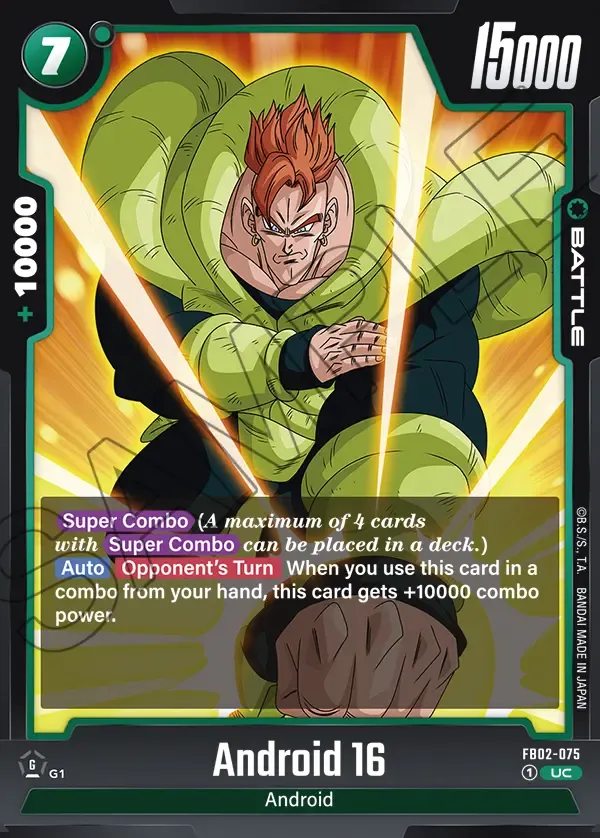 7
15000
+10000
BATTLE
SAMPLE
Super Combo (A maximum of 4 cards
with Super Combo can be placed in a deck.)
Auto Opponent's Turn When you use this card in a
combo from your hand, this card gets +10000 combo
power.
©B.S./S., T.A. BANDAI MADE IN JAPAN
G G1
Android 16
FB02-075
1 UC
Android